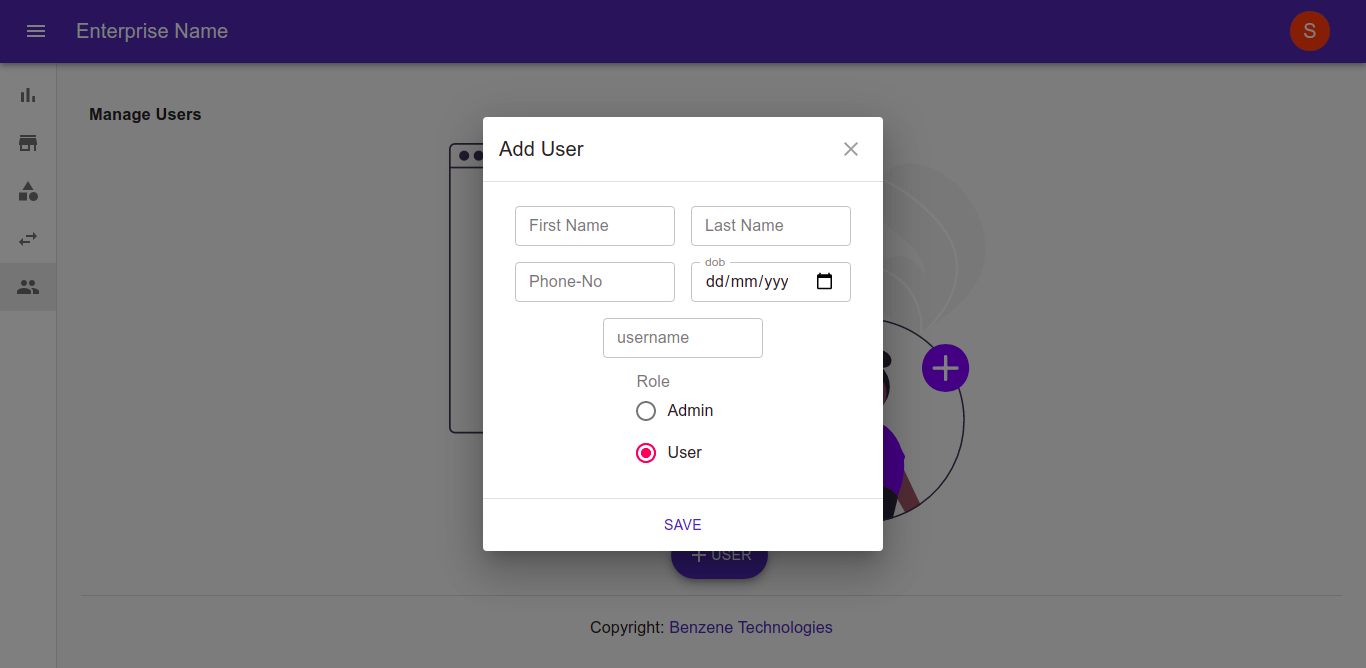 Enterprise Name
S
Manage Users
Add User
First Name
Last Name
Phone-No
dob
dd/mm/yyy
username
Role
Admin
User
SAVE
USER
Copyright: Benzene Technologies